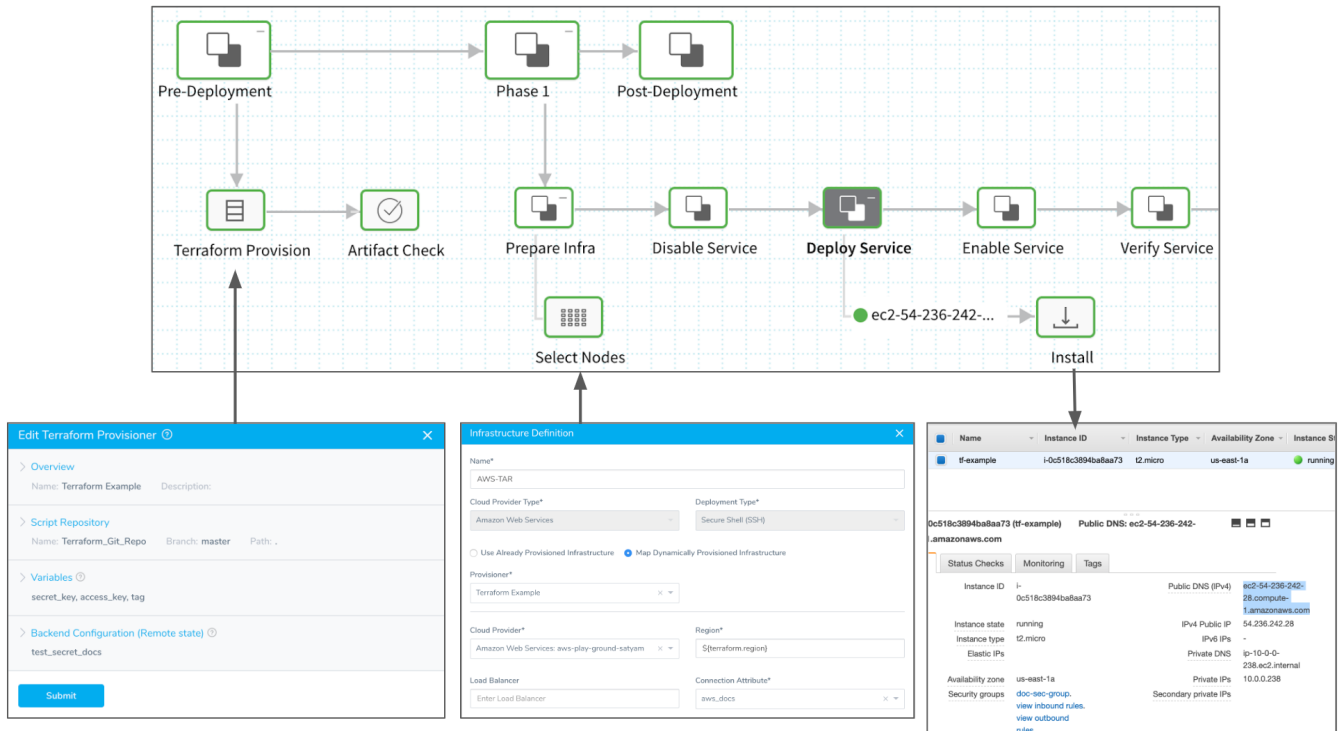 Pre-Deployment
Phase 1
Post-Deployment
Terraform Provision
Artifact Check
Prepare Infra
Disable Service
Deploy Service
Enable Service
Verify Service
Select Nodes
ec2-54-236-242-...
Install
Edit Terraform Provisioner
Overview
Name: Terraform Example Description:
Script Repository
Name: Terraform_Git_Repo Branch: master Path: .
Variables
secret_key, access_key, tag
Backend Configuration (Remote state)
test_secret_docs
Submit
Infrastructure Definition
Name*
AWS-TAR
Cloud Provider Type* Deployment Type*
Amazon Web Services Secure Shell (SSH)
Use Already Provisioned Infrastructure Map Dynamically Provisioned Infrastructure
Provisioner*
Terraform Example
Cloud Provider* Region*
Amazon Web Services: aws-play-ground-satyam ${terraform.region}
Load Balancer Connection Attribute*
Enter Load Balancer aws_docs
Name Instance ID Instance Type Availability Zone Instance St
tf-example i-0c518c3894ba8aa73 t2.micro us-east-1a running
0c518c3894ba8aa73 (tf-example) Public DNS: ec2-54-236-242-
1.amazonaws.com
Status Checks Monitoring Tags
Instance ID i- Public DNS (IPv4) ec2-54-236-242-
0c518c3894ba8aa73 28.compute-
1.amazonaws.com
Instance state running IPv4 Public IP 54.236.242.28
Instance type t2.micro IPv6 IPs -
Elastic IPs Private DNS ip-10-0-0-
238.ec2.internal
Availability zone us-east-1a Private IPs 10.0.0.238
Security groups doc-sec-group. Secondary private IPs
view inbound rules.
view outbound
rules